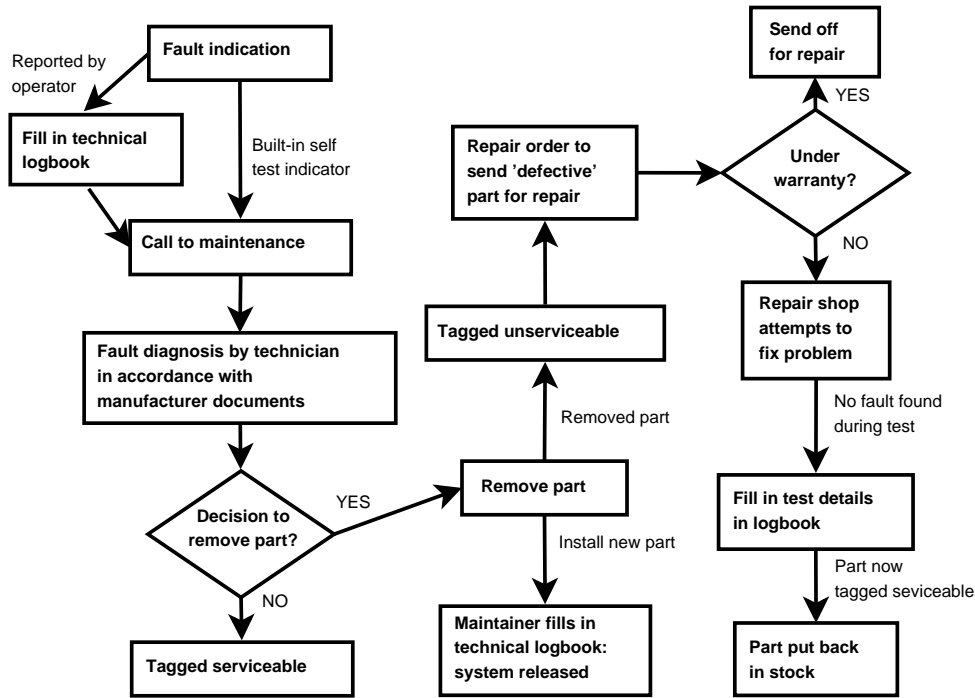 Fault indication
Reported by
operator
Fill in technical
logbook
Built-in self
test indicator
Call to maintenance
Fault diagnosis by technician
in accordance with
manufacturer documents
Decision to
remove part?
YES
NO
Tagged serviceable
Remove part
Removed part
Install new part
Maintainer fills in
technical logbook:
system released
Tagged unserviceable
Repair order to
send 'defective'
part for repair
Under
warranty?
YES
Send off
for repair
NO
Repair shop
attempts to
fix problem
No fault found
during test
Fill in test details
in logbook
Part now
tagged seviceable
Part put back
in stock